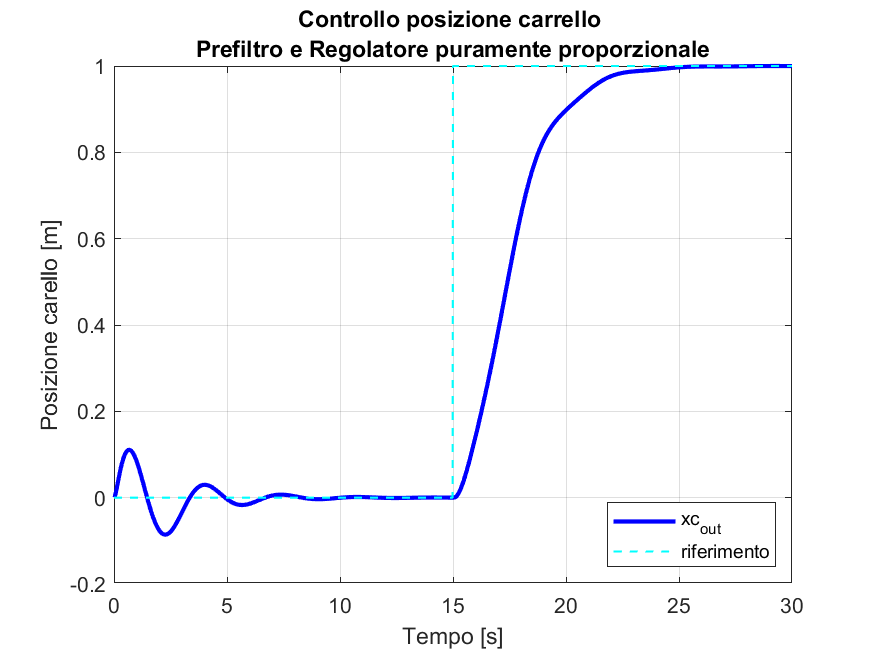 Controllo posizione carrello
Prefiltro e Regolatore puramente proporzionale
1
0.8
0.6
0.4
0.2
0
-0.2
Posizione carello [m]
0 5 10 15 20 25 30
Tempo [s]
xc_out
riferimento